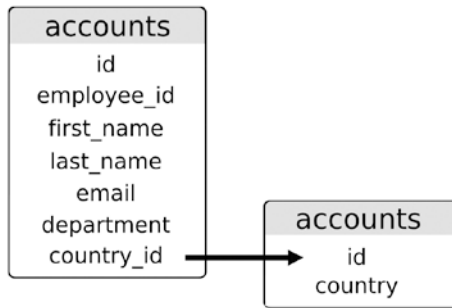 accounts
id
employee_id
first_name
last_name
email
department
country_id
accounts
id
country